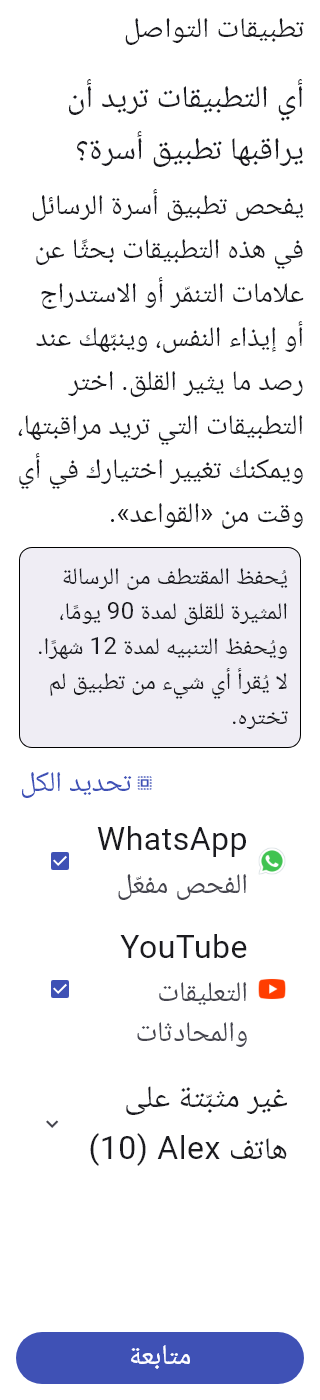 تطبيقات التواصل
أي التطبيقات تريد أن
يراقبها تطبيق أسرة؟
يفحص تطبيق أسرة الرسائل
في هذه التطبيقات بحثًا عن
علامات التنمّر أو الاستدراج
أو إيذاء النفس، وينبّهك عند
رصد ما يثير القلق. اختر
التطبيقات التي تريد مراقبتها،
ويمكنك تغيير اختيارك في أي
وقت من «القواعد».
يُحفظ المقتطف من الرسالة
المثيرة للقلق لمدة 90 يومًا،
ويُحفظ التنبيه لمدة 12 شهرًا.
لا يُقرأ أي شيء من تطبيق لم
تختره.
تحديد الكل
WhatsApp
الفحص مفعّل
YouTube
التعليقات
والمحادثات
غير مثبّتة على
هاتف Alex (10)
متابعة